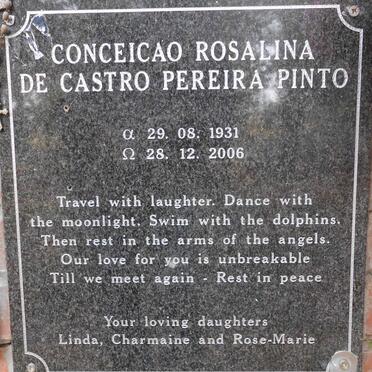 CONCEICAO ROSALINA
DE CASTRO PEREIRA PINTO
α 29. 08. 1931
Ω 28. 12. 2006
Travel with laughter. Dance with
the moonlight. Swim with the dolphins.
Then rest in the arms of the angels.
Our love for you is unbreakable
Till we meet again - Rest in peace
Your loving daughters
Linda, Charmaine and Rose-Marie